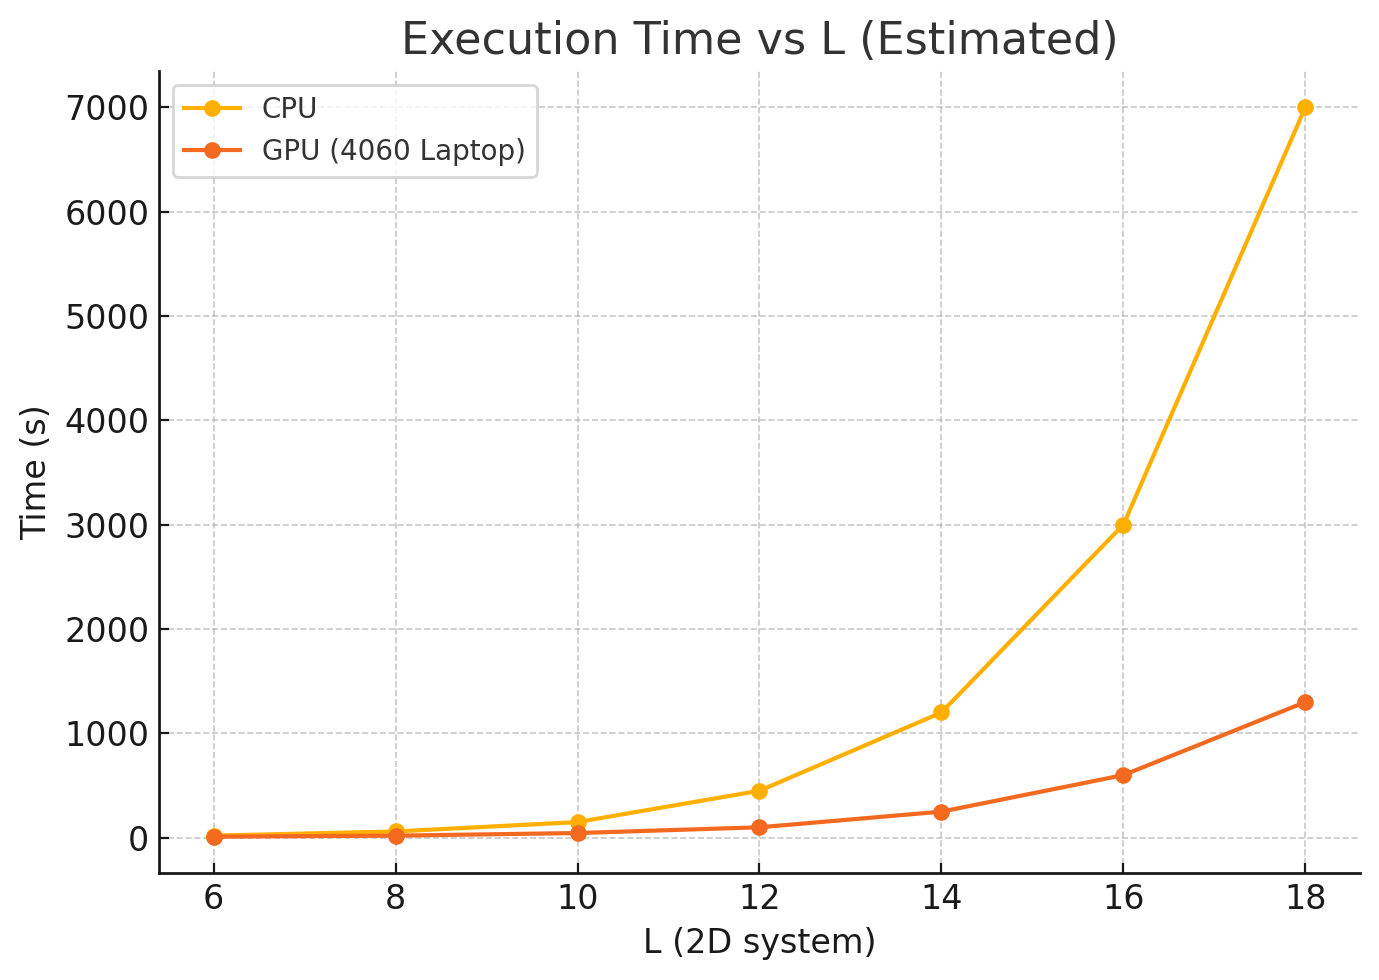 Execution Time vs L (Estimated)
CPU
GPU (4060 Laptop)
7000
6000
5000
4000
3000
2000
1000
0
Time (s)
6 8 10 12 14 16 18
L (2D system)